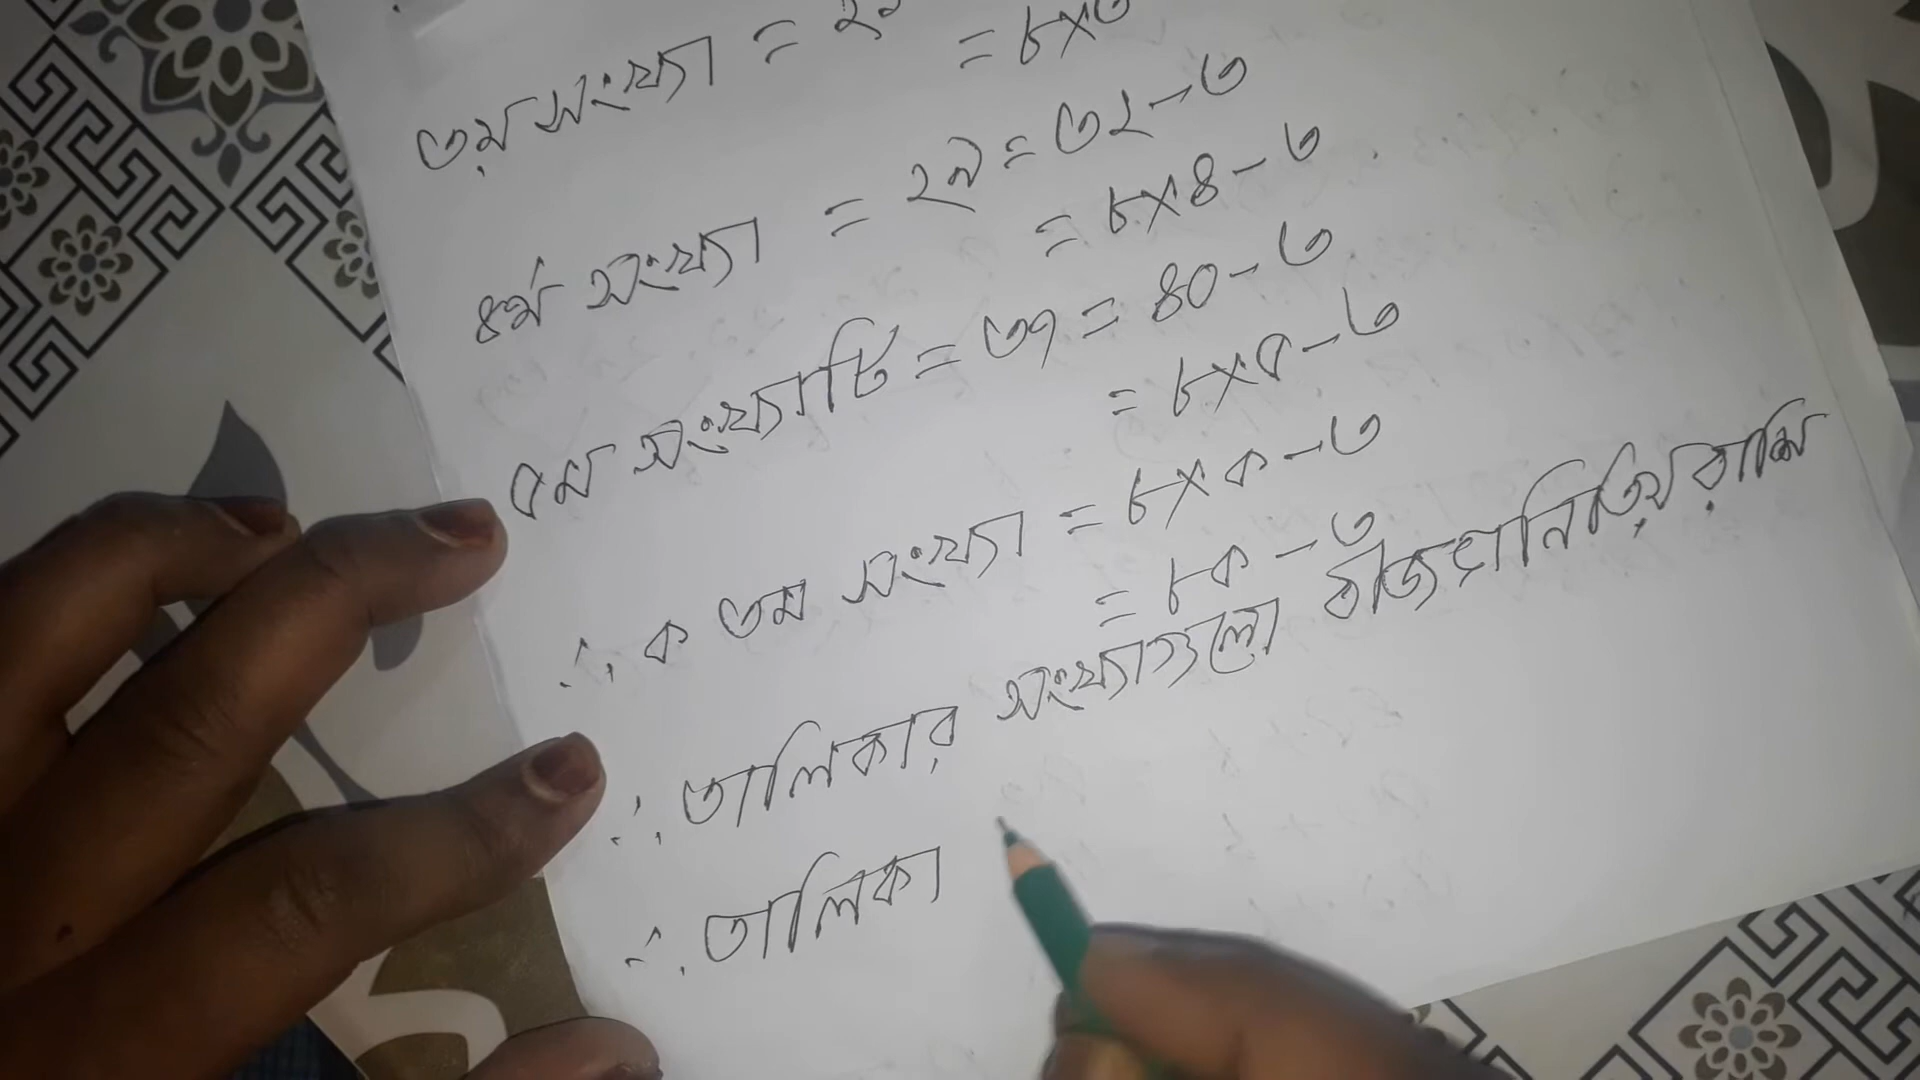 ৩য় সংখ্যা = ২১
= ৮×৩
৪র্থ সংখ্যা = ২৯ = ৩২-৩
= ৮×৪-৩
৫ম সংখ্যাটি = ৩৭ = ৪০-৩
= ৮×৫-৩
∴ ক তম সংখ্যা = ৮×ক-৩
= ৮ক-৩
∴ তালিকার সংখ্যাগুলো বীজগানিতিয় রাশি
∴ তালিকা